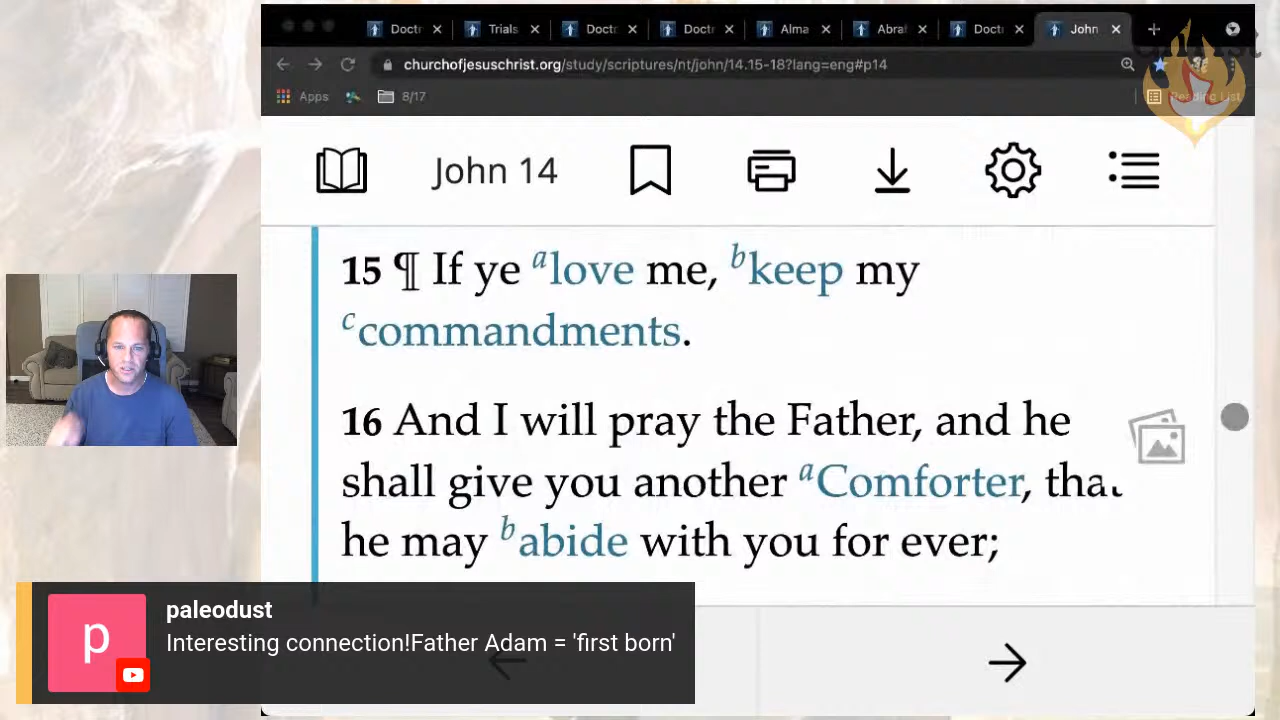 Doctr
Trials
Doctr
Doctr
Alma
Abral
Doctr
John
churchofjesuschrist.org/study/scriptures/nt/john/14.15-18?lang=eng#p14
Apps
8/17
Reading List
John 14
15 ¶ If ye a love me, b keep my
c commandments.
16 And I will pray the Father, and he
shall give you another a Comforter, that
he may b abide with you for ever;
p
paleodust
Interesting connection!Father Adam = 'first born'